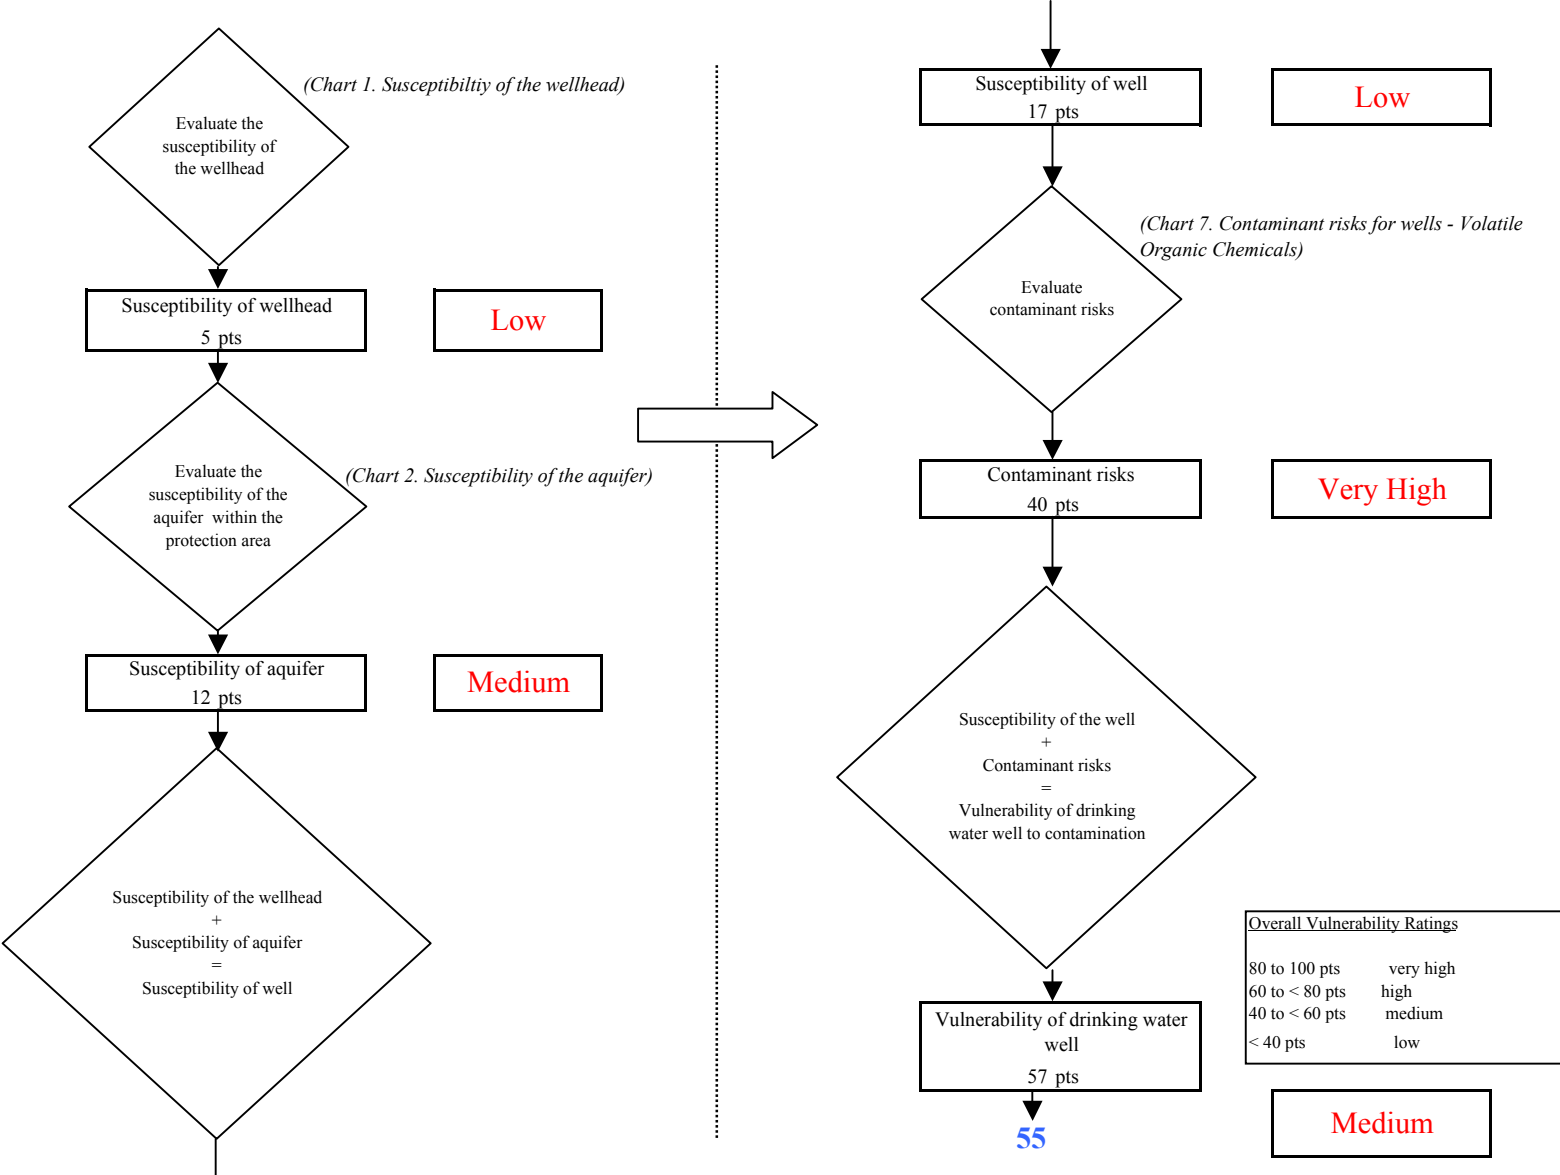 (Chart 1. Susceptibiltiy of the wellhead)
Evaluate the
susceptibility of
the wellhead
Susceptibility of wellhead
5 pts
Low
Evaluate the
susceptibility of the
aquifer within the
protection area
(Chart 2. Susceptibility of the aquifer)
Susceptibility of aquifer
12 pts
Medium
Susceptibility of the wellhead
+
Susceptibility of aquifer
=
Susceptibility of well
Susceptibility of well
17 pts
Low
(Chart 7. Contaminant risks for wells - Volatile
Organic Chemicals)
Evaluate
contaminant risks
Contaminant risks
40 pts
Very High
Susceptibility of the well
+
Contaminant risks
=
Vulnerability of drinking
water well to contamination
Overall Vulnerability Ratings
80 to 100 pts very high
60 to < 80 pts high
40 to < 60 pts medium
< 40 pts low
Vulnerability of drinking water
well
57 pts
55
Medium